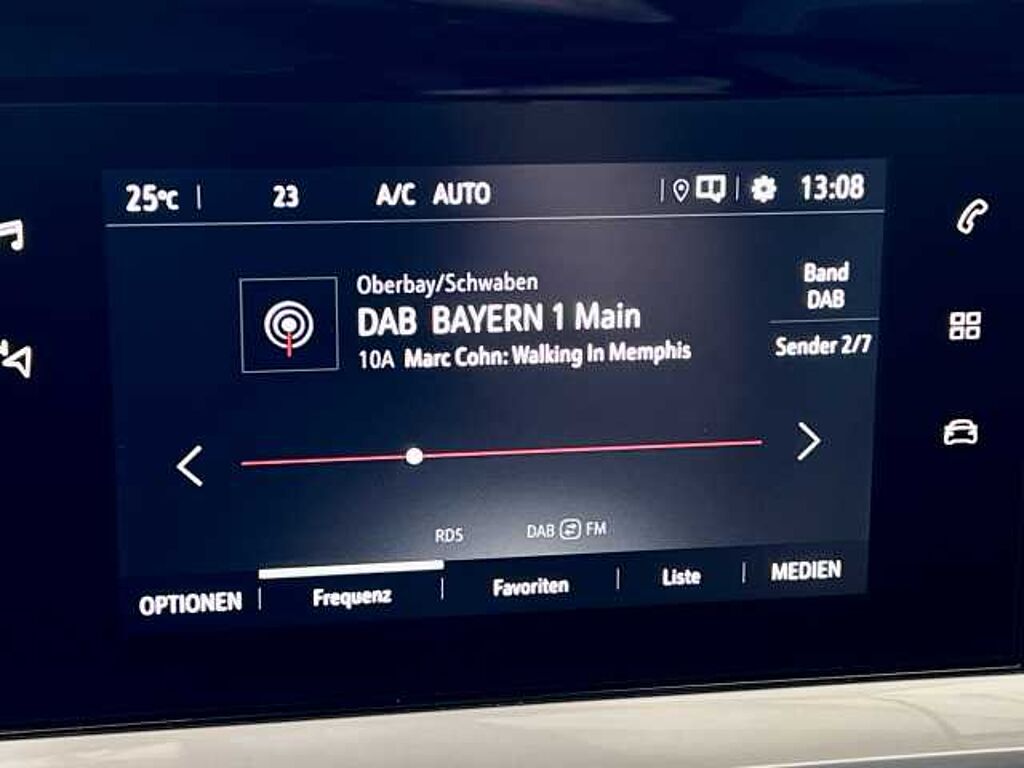 25°C 23 A/C AUTO 13:08
Oberbay/Schwaben
DAB BAYERN 1 Main
10A Marc Cohn: Walking In Memphis
Band
DAB
Sender 2/7
RDS DAB FM
OPTIONEN Frequenz Favoriten Liste MEDIEN